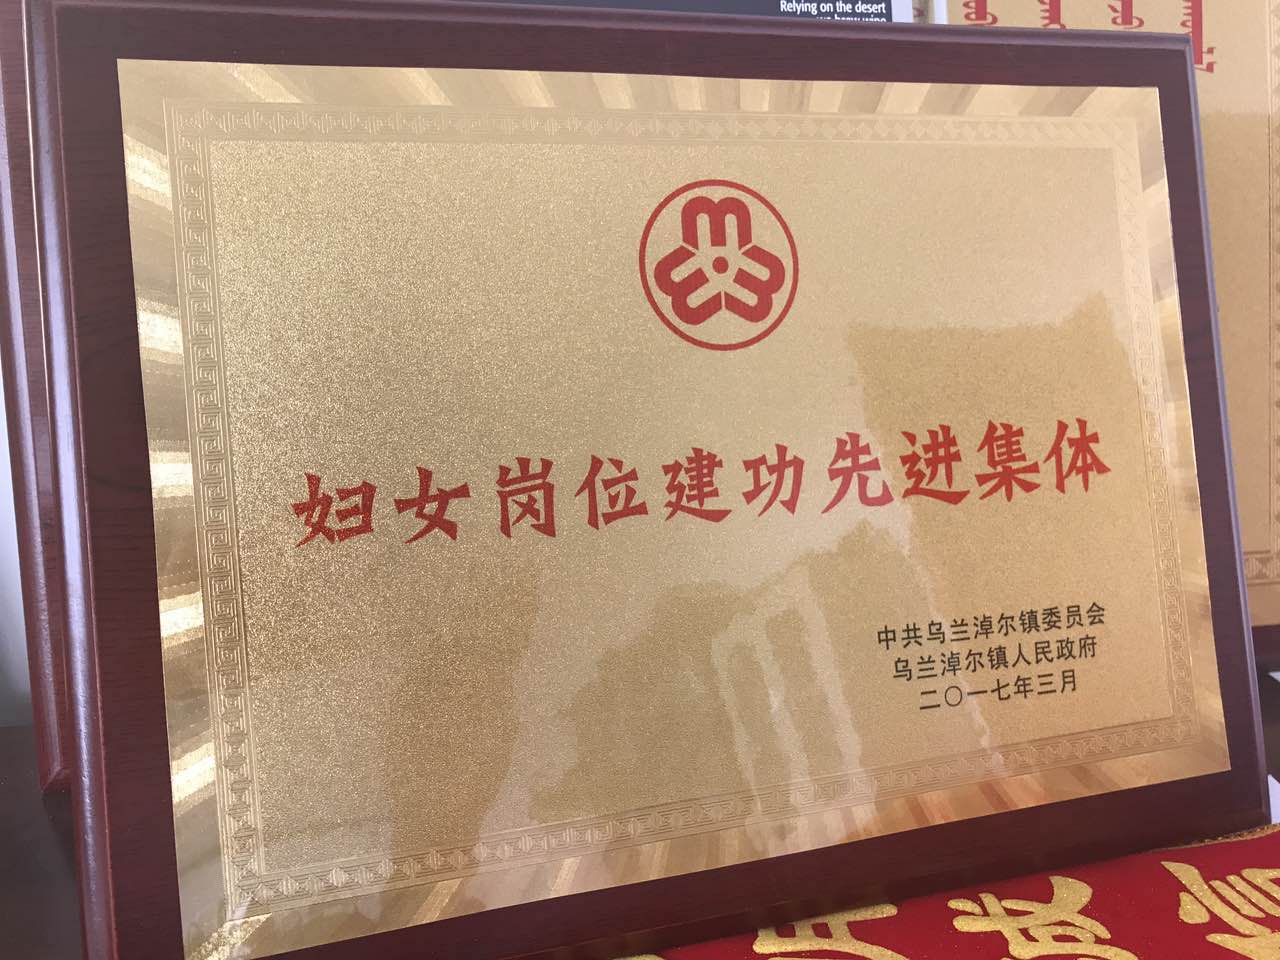 Relying on the desert
妇女岗位建功先进集体
中共乌兰淖尔镇委员会
乌兰淖尔镇人民政府
二〇一七年三月